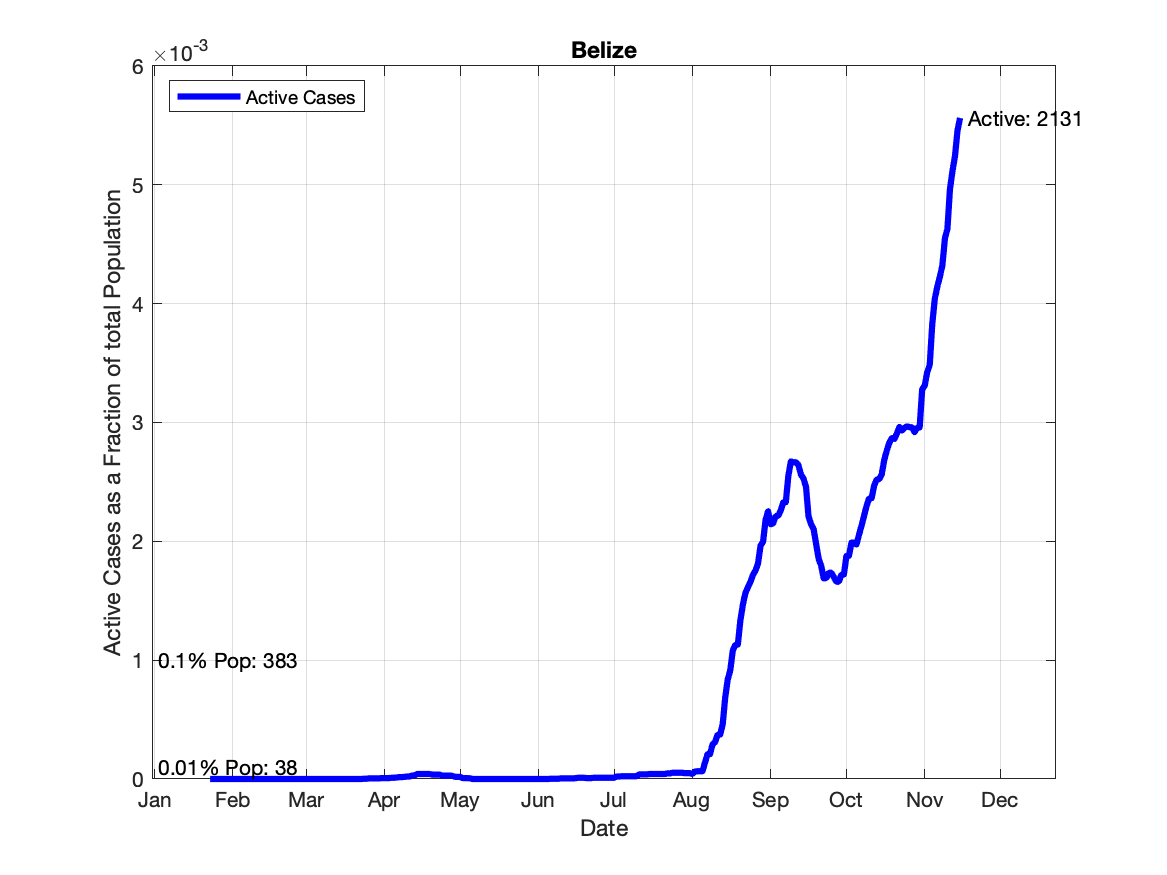 Belize
×10-3
6
5
4
3
2
1
0
Active Cases
Active: 2131
0.1% Pop: 383
0.01% Pop: 38
Active Cases as a Fraction of total Population
Jan Feb Mar Apr May Jun Jul Aug Sep Oct Nov Dec
Date